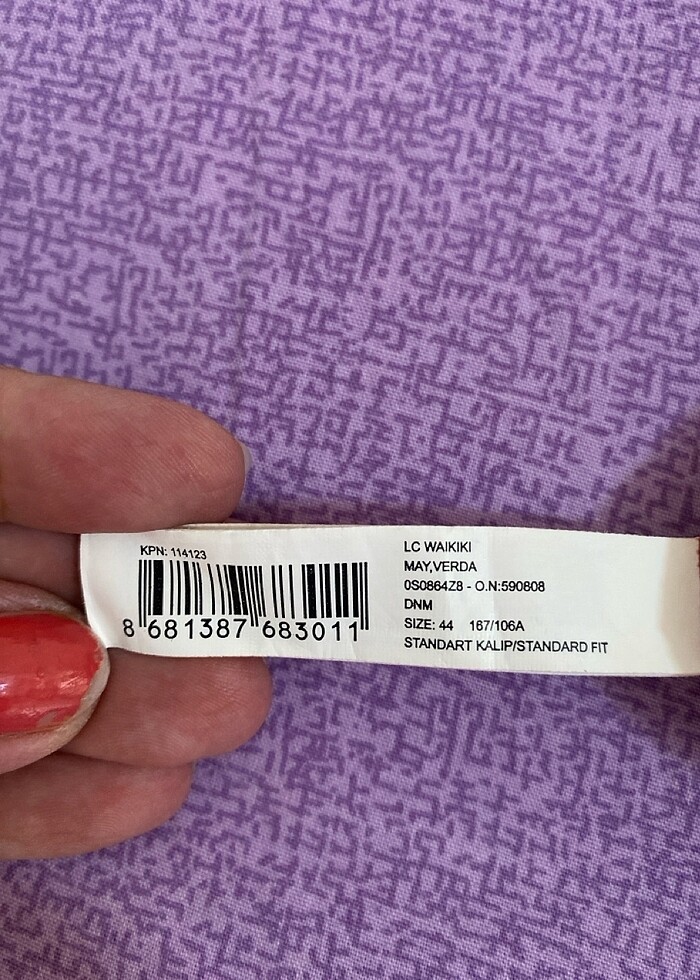 KPN: 114123
8 681387 683011
LC WAIKIKI
MAY,VERDA
0S0864Z8 - O.N:590808
DNM
SIZE: 44 167/106A
STANDART KALIP/STANDARD FIT